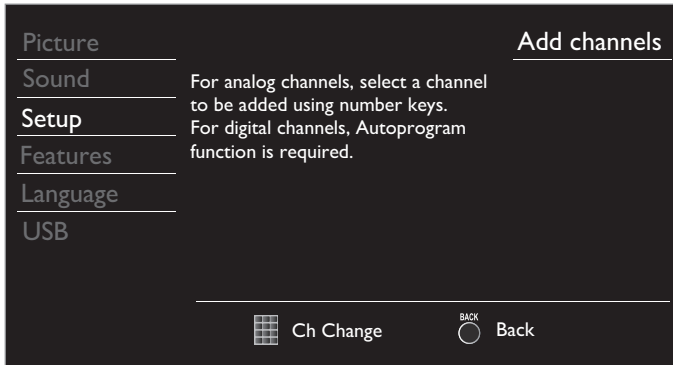 Picture
Sound
Setup
Features
Language
USB
Add channels
For analog channels, select a channel
to be added using number keys.
For digital channels, Autoprogram
function is required.
Ch Change
BACK
Back